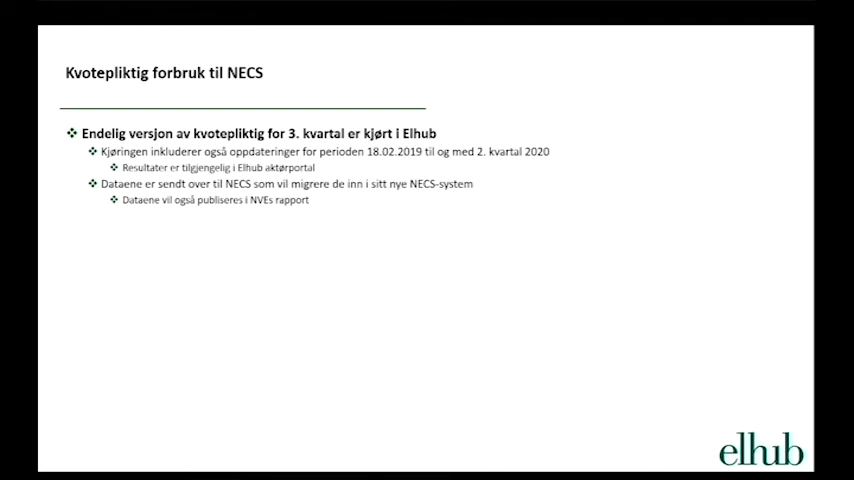 Kvotepliktig forbruk til NECS
Endelig versjon av kvotepliktig for 3. kvartal er kjørt i Elhub
Kjøringen inkluderer også oppdateringer for perioden 18.02.2019 til og med 2. kvartal 2020
Resultater er tilgjengelig i Elhub aktørportal
Dataene er sendt over til NECS som vil migrere de inn i sitt nye NECS-system
Dataene vil også publiseres i NVEs rapport
elhub